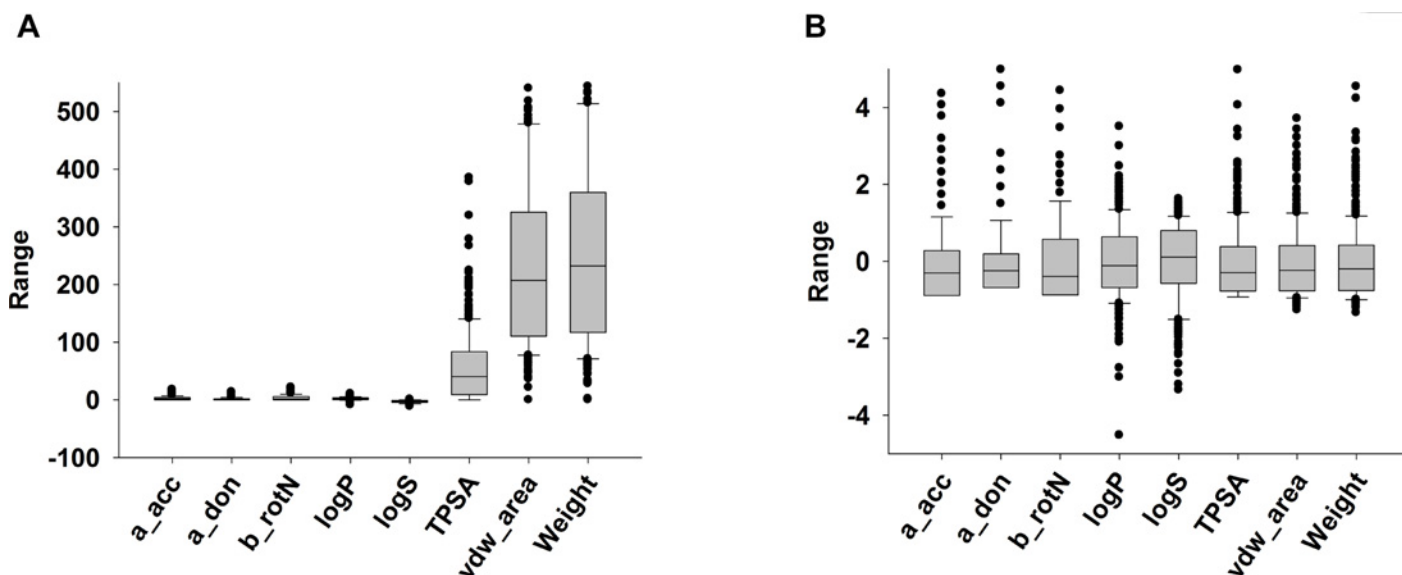 A
Range
500
400
300
200
100
0
-100
a_acc
a_don
b_rotN
logP
logS
TPSA
vdw_area
Weight
B
Range
4
2
0
-2
-4
a_acc
a_don
b_rotN
logP
logS
TPSA
vdw_area
Weight